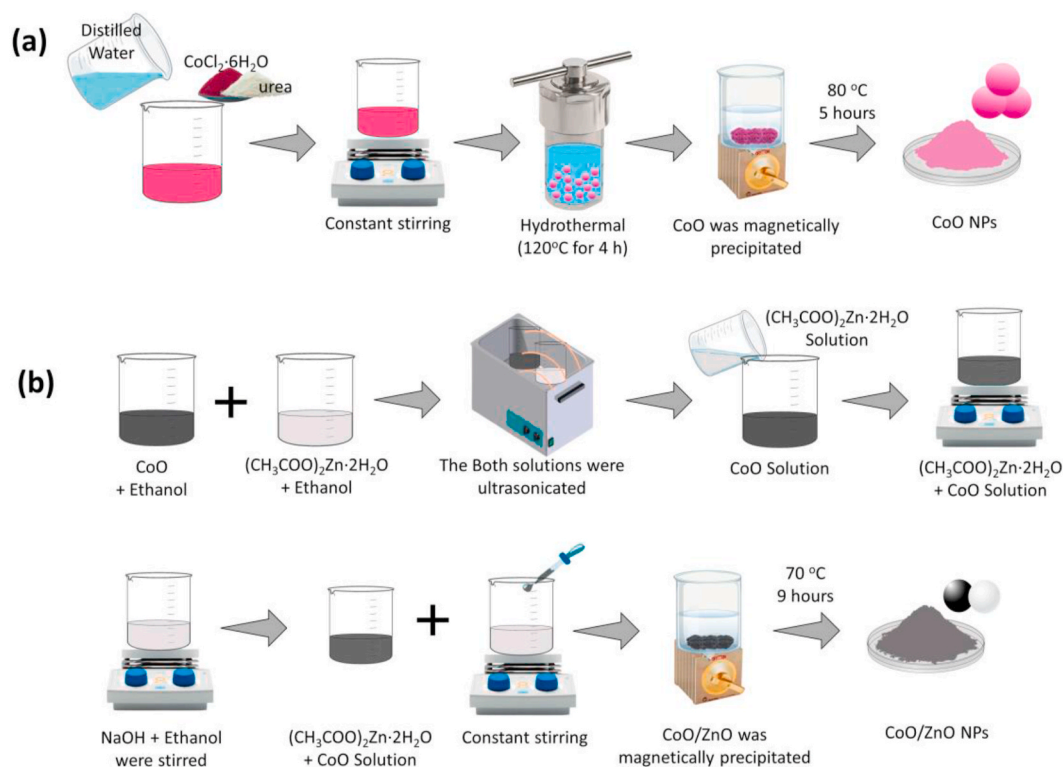 (a)
Distilled
Water
CoCl₂·6H₂O
urea
Constant stirring
Hydrothermal
(120°C for 4 h)
CoO was magnetically
precipitated
80 °C
5 hours
CoO NPs
(b)
CoO
+ Ethanol
+
(CH₃COO)₂Zn·2H₂O
+ Ethanol
The Both solutions were
ultrasonicated
(CH₃COO)₂Zn·2H₂O
Solution
CoO Solution
(CH₃COO)₂Zn·2H₂O
+ CoO Solution
NaOH + Ethanol
were stirred
(CH₃COO)₂Zn·2H₂O
+ CoO Solution
+
Constant stirring
CoO/ZnO was
magnetically precipitated
70 °C
9 hours
CoO/ZnO NPs